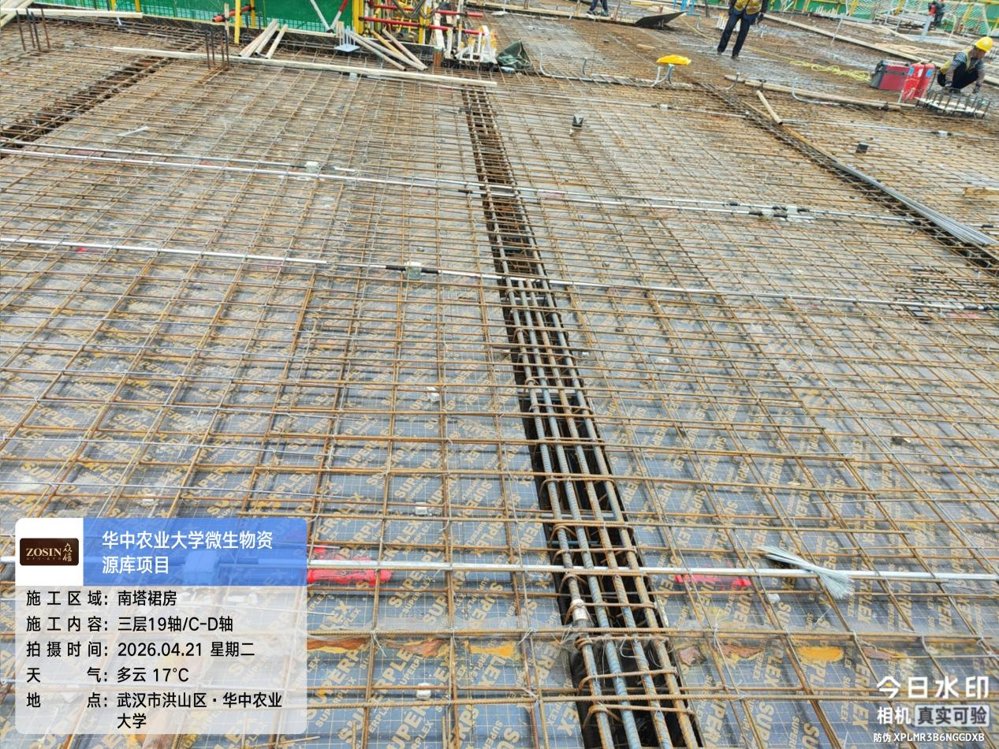 ZOSIN 众信
华中农业大学微生物资
源库项目
施工区域：南塔裙房
施工内容：三层19轴/C-D轴
拍摄时间：2026.04.21 星期二
天气：多云 17°C
地点：武汉市洪山区·华中农业
大学
今日水印
相机 真实可验
防伪 XPLMR3B6NGGDXB
SUPERPLEX